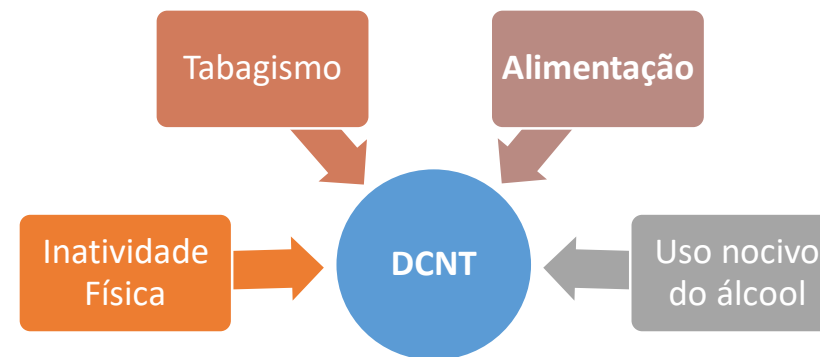 Tabagismo
Alimentação
Inatividade
Física
DCNT
Uso nocivo
do álcool